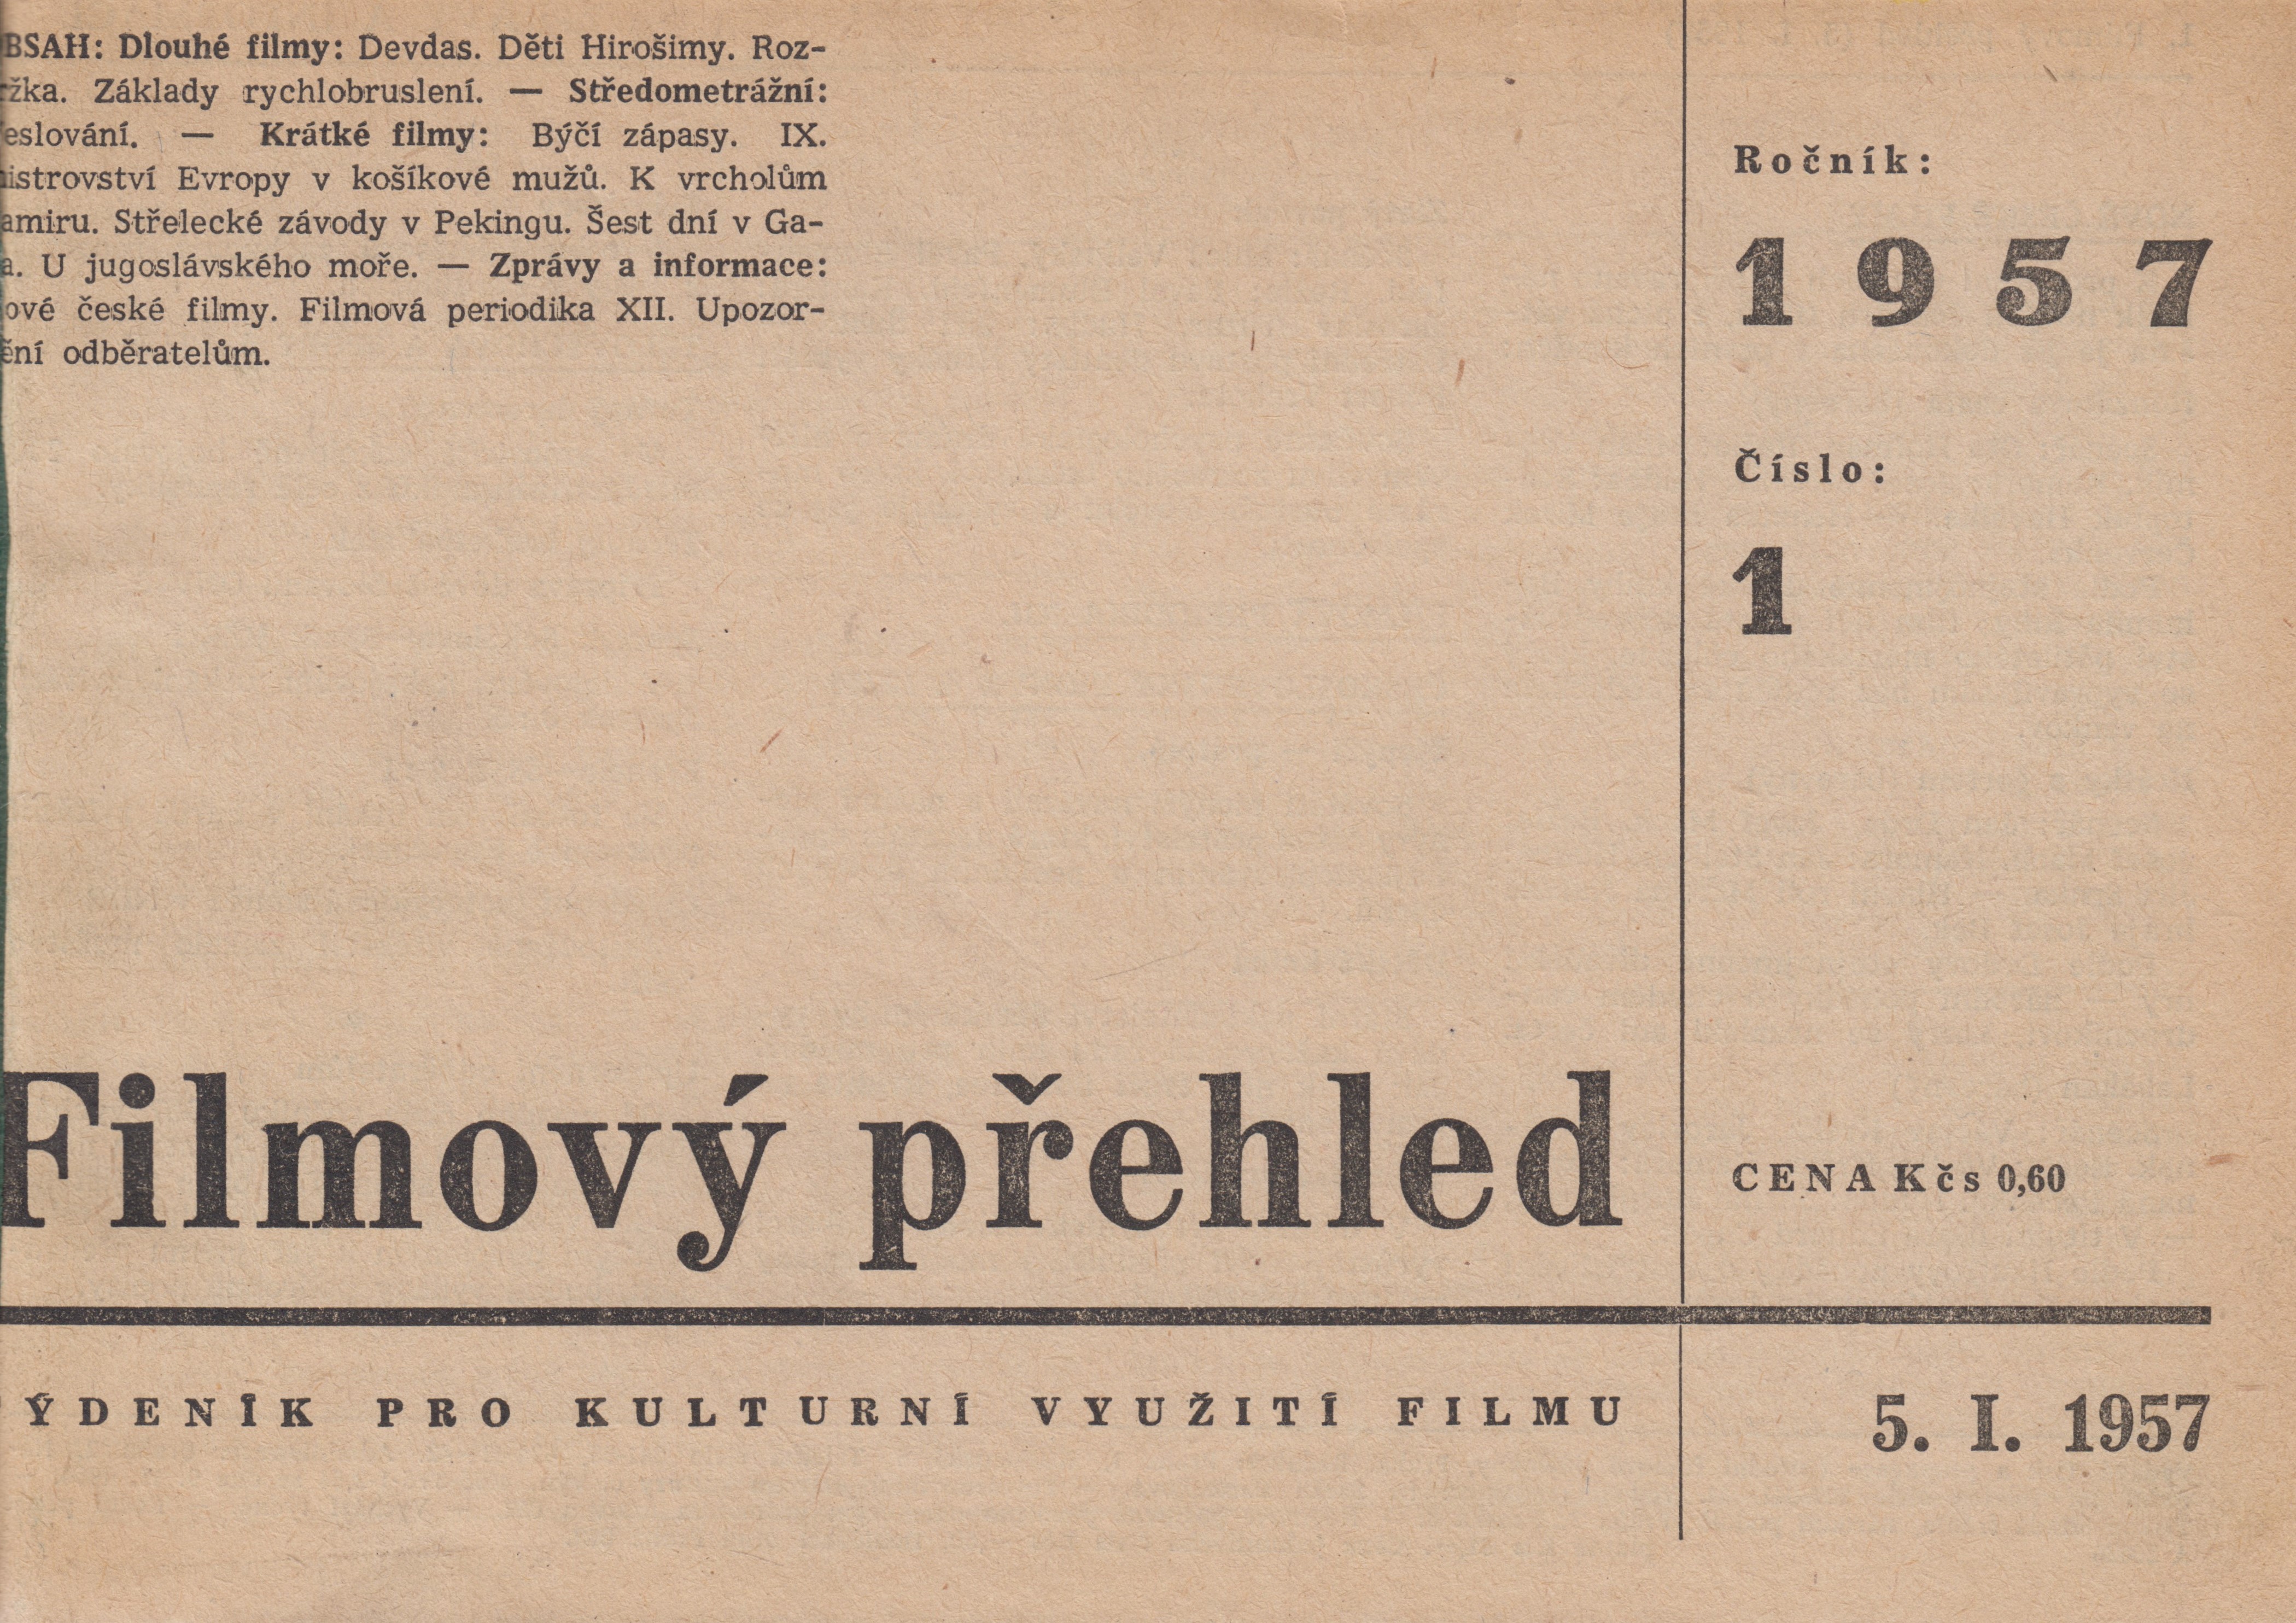 BSAH: Dlouhé filmy: Devdas. Děti Hirošimy. Roz-
žka. Základy rychlobruslení. — Středometrážní:
eslování. — Krátké filmy: Býčí zápasy. IX.
istrovství Evropy v košíkové mužů. K vrcholům
amiru. Střelecké závody v Pekingu. Šest dní v Ga-
a. U jugoslávského moře. — Zprávy a informace:
ové české filmy. Filmová periodika XII. Upozor-
ění odběratelům.
Ročník:
1957
Číslo:
1
Filmový přehled
CENA Kčs 0,60
ÝDENÍK PRO KULTURNÍ VYUŽITÍ FILMU
5. I. 1957